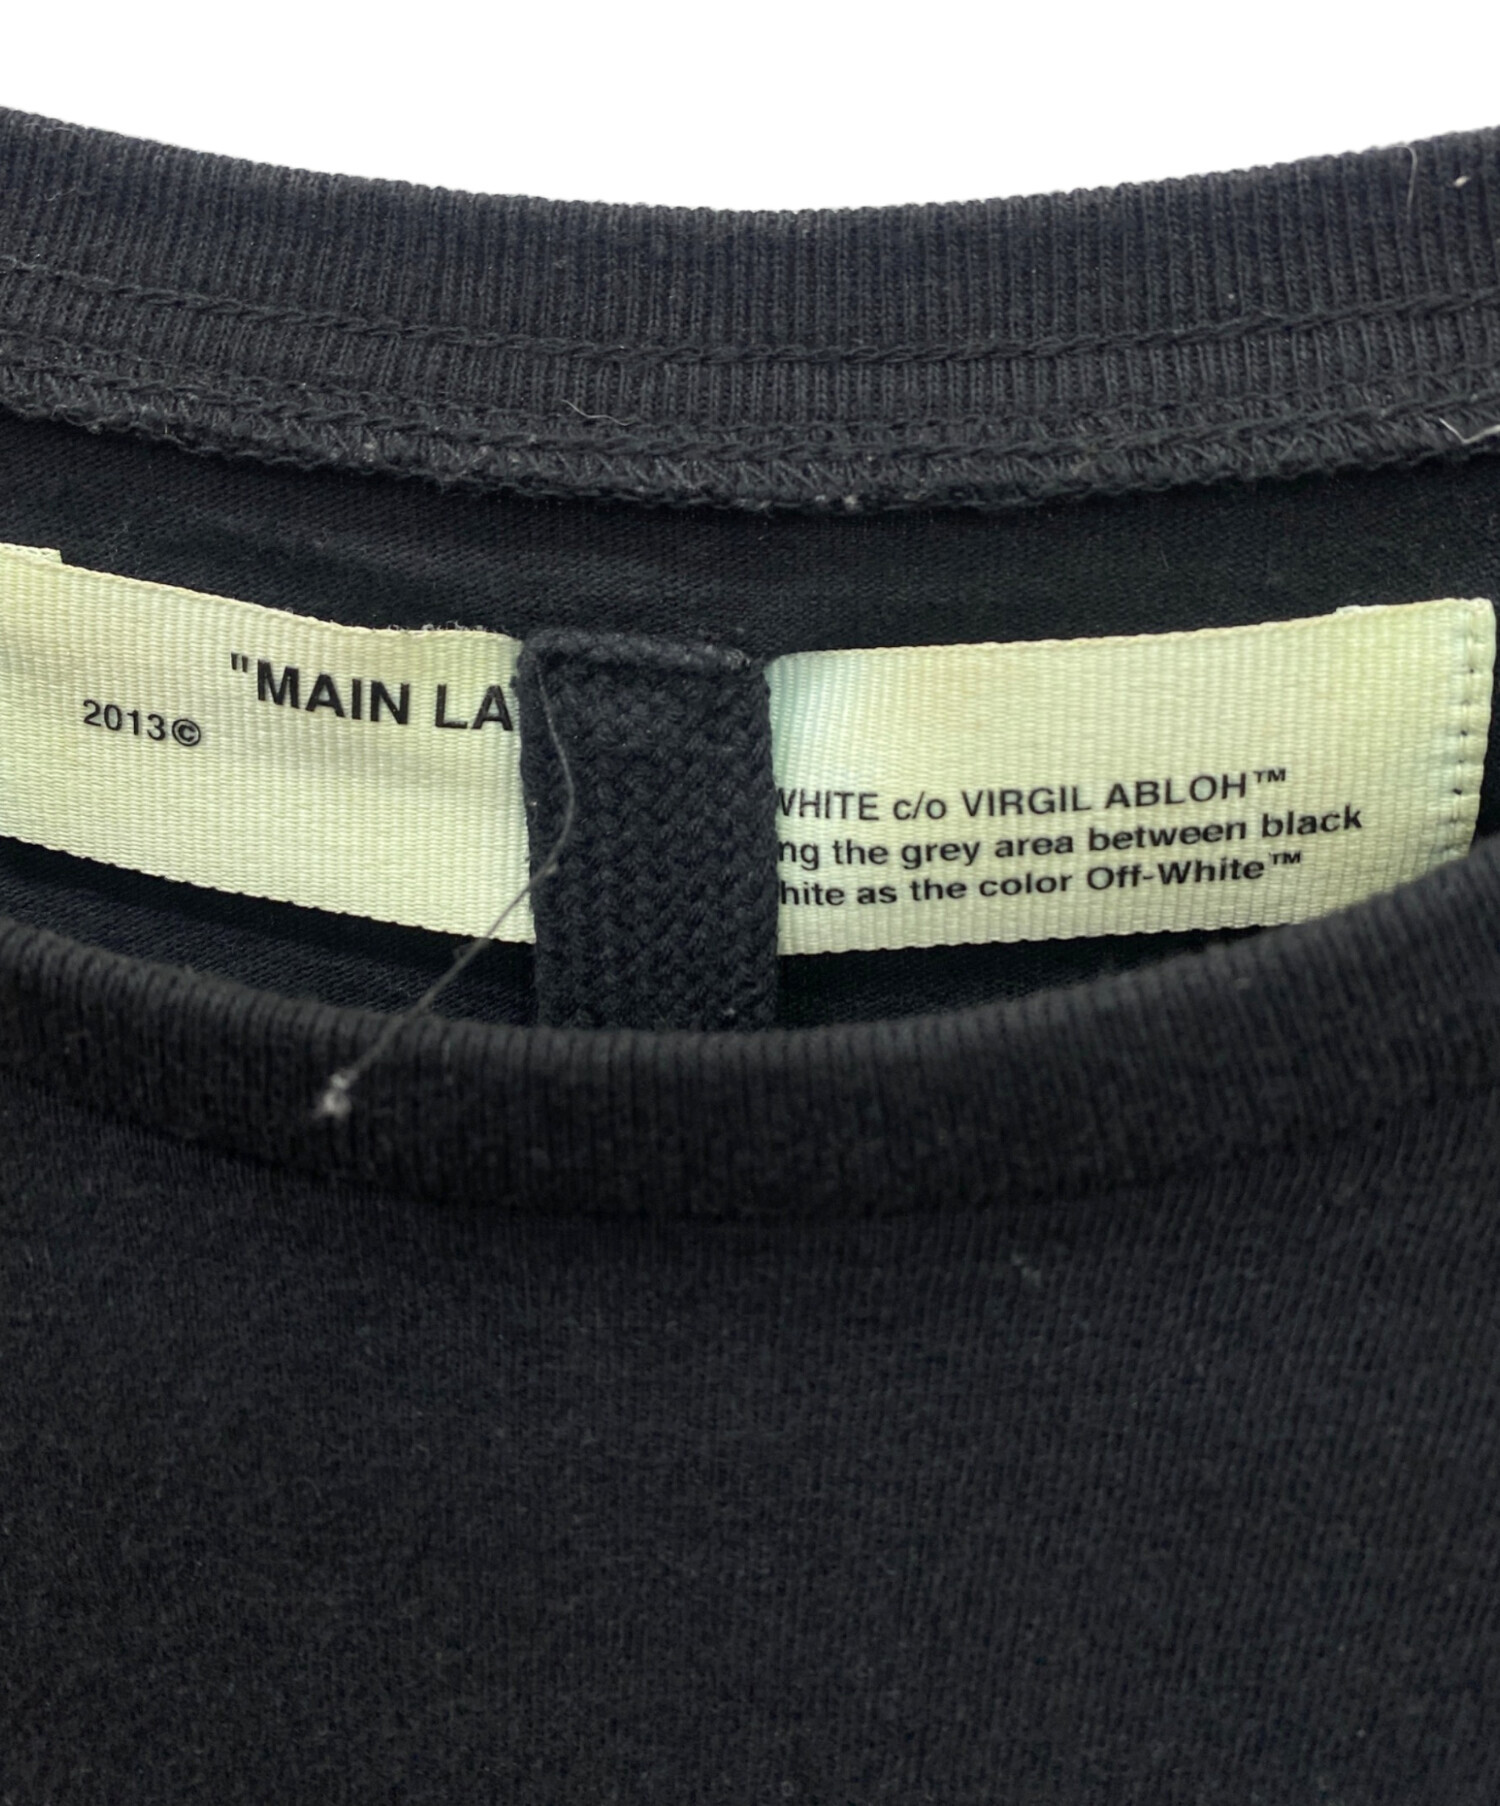 "MAIN LA
2013©
WHITE c/o VIRGIL ABLOH™
ng the grey area between black
hite as the color Off-White™